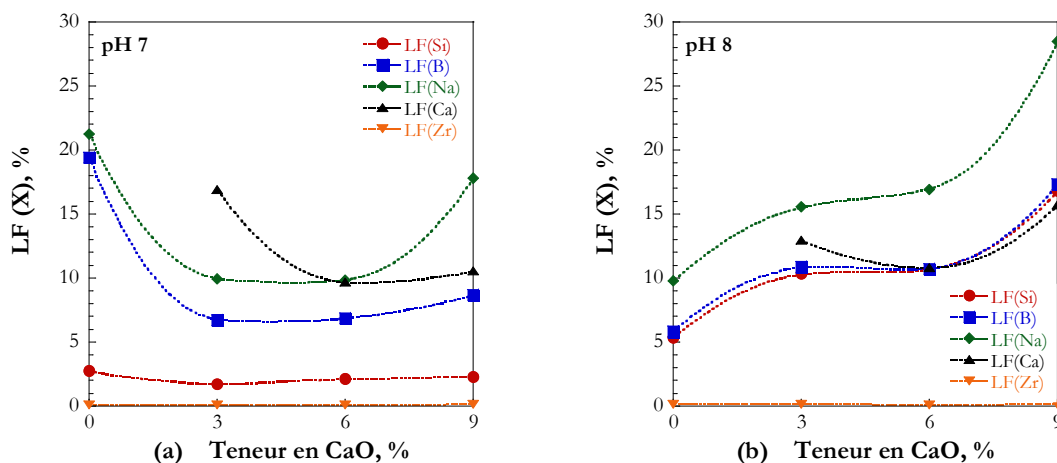 pH 7
LF(Si)
LF(B)
LF(Na)
LF(Ca)
LF(Zr)
LF (X), %
30
25
20
15
10
5
0
0 3 6 9
(a) Teneur en CaO, %
pH 8
LF(Si)
LF(B)
LF(Na)
LF(Ca)
LF(Zr)
LF (X), %
30
25
20
15
10
5
0
0 3 6 9
(b) Teneur en CaO, %